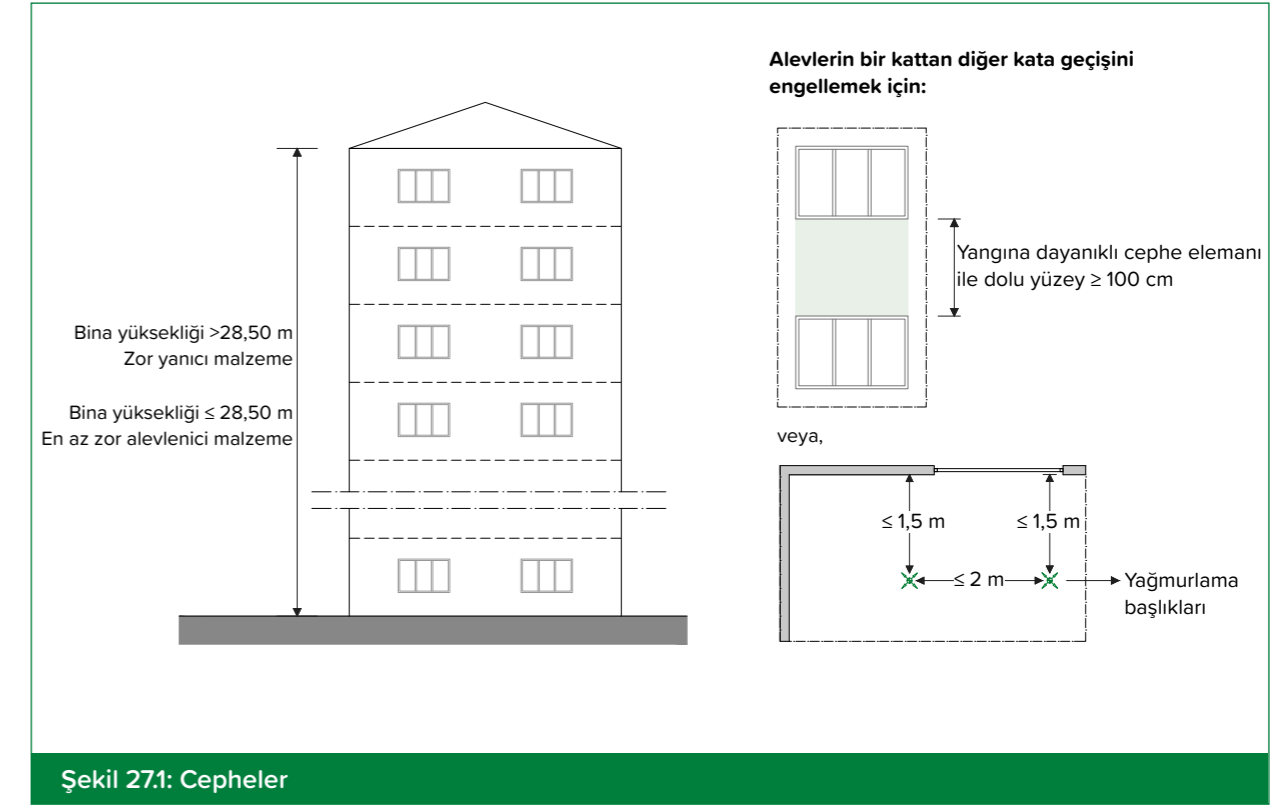 Alevlerin bir kattan diğer kata geçişini
engellemek için:
Yangına dayanıklı cephe elemanı
ile dolu yüzey ≥ 100 cm
Bina yüksekliği >28,50 m
Zor yanıcı malzeme
Bina yüksekliği ≤ 28,50 m
En az zor alevlenici malzeme
veya,
≤ 1,5 m
≤ 1,5 m
≤ 2 m
Yağmurlama
başlıkları
Şekil 27.1: Cepheler